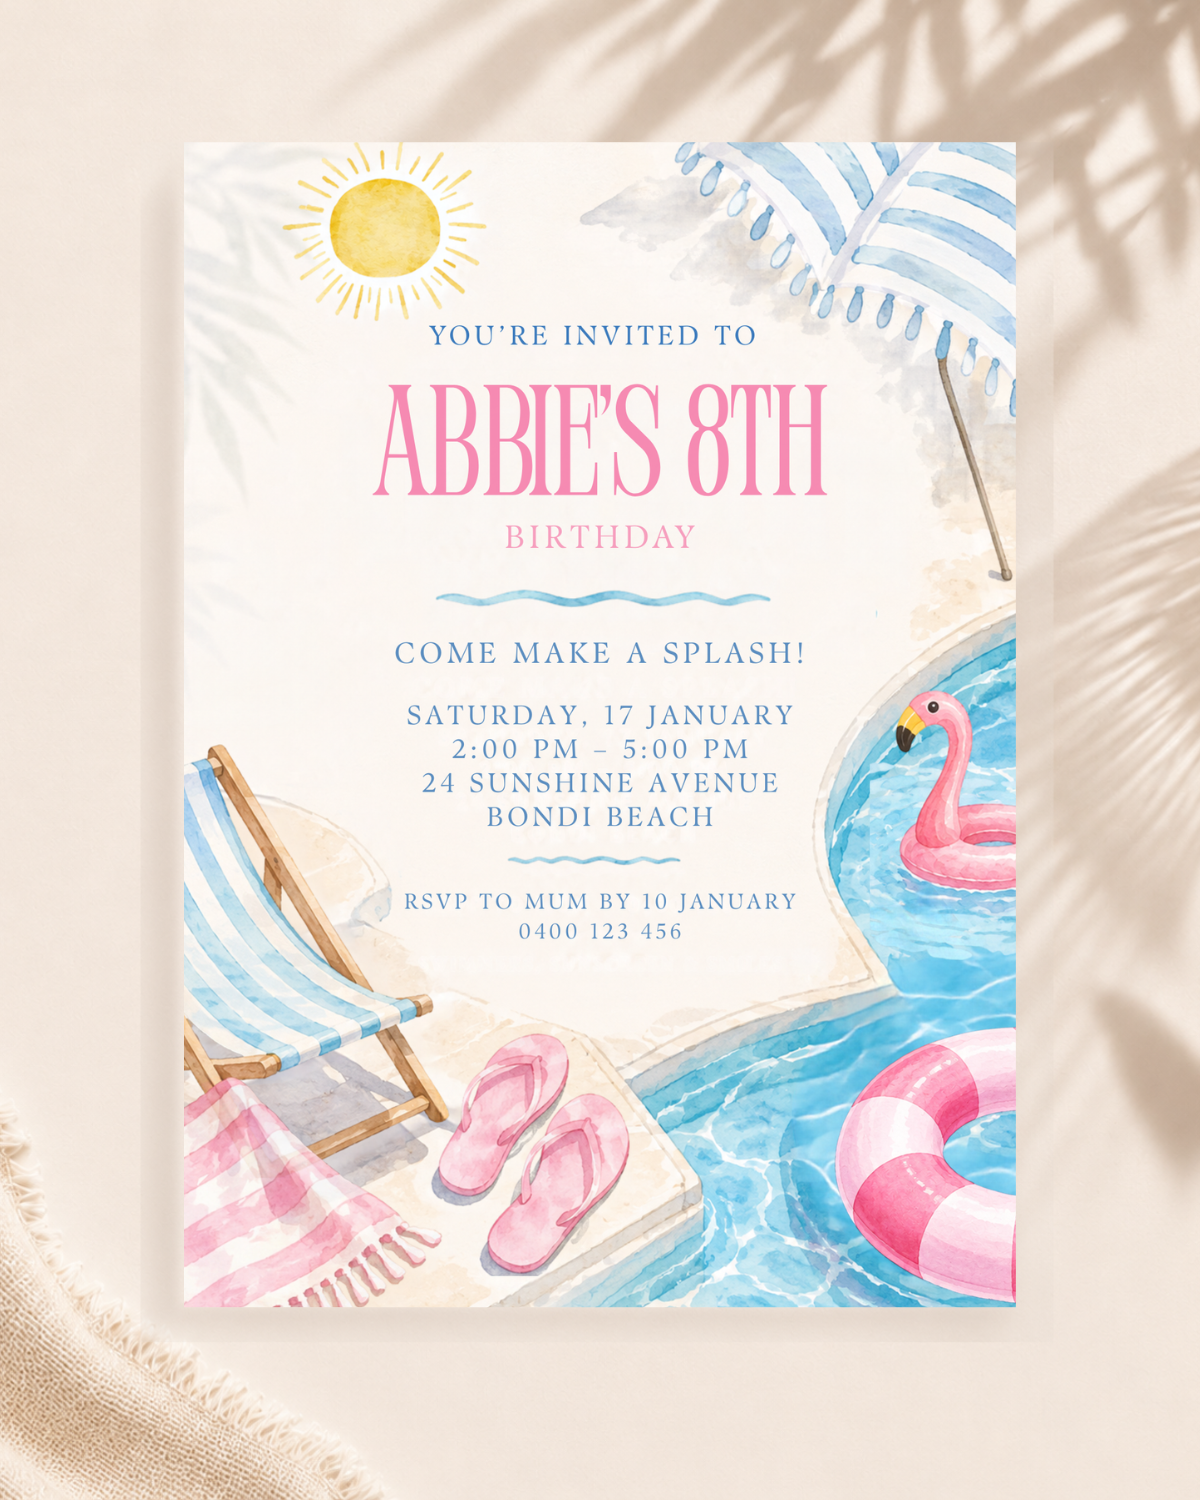 YOU’RE INVITED TO
ABBIE’S 8TH
BIRTHDAY
COME MAKE A SPLASH!
SATURDAY, 17 JANUARY
2:00 PM – 5:00 PM
24 SUNSHINE AVENUE
BONDI BEACH
RSVP TO MUM BY 10 JANUARY
0400 123 456